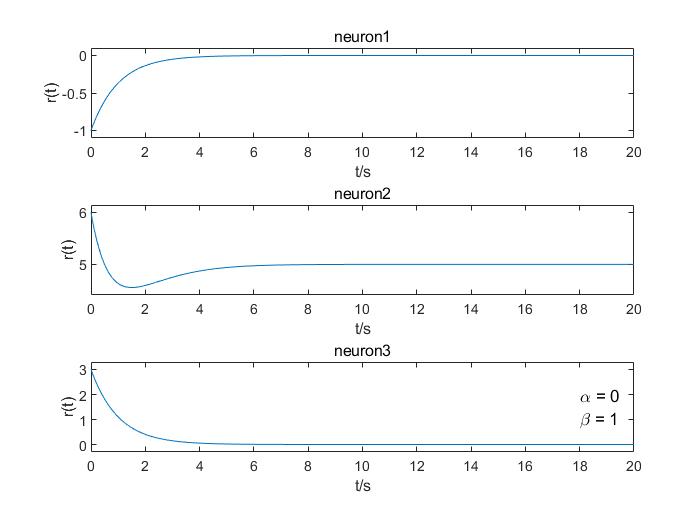 neuron1
0
-0.5
-1
r(t)
0 2 4 6 8 10 12 14 16 18 20
t/s
neuron2
6
5
r(t)
0 2 4 6 8 10 12 14 16 18 20
t/s
neuron3
3
2
1
0
r(t)
α = 0
β = 1
0 2 4 6 8 10 12 14 16 18 20
t/s